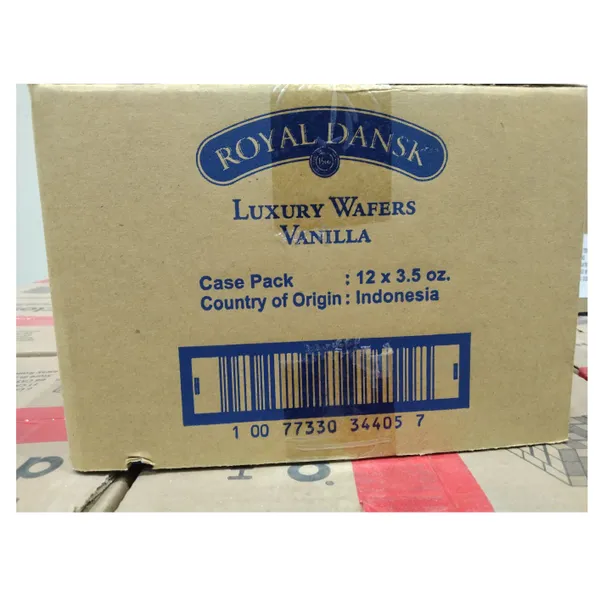 ROYAL DANSK
LUXURY WAFERS
VANILLA
Case Pack : 12 x 3.5 oz.
Country of Origin : Indonesia
1 00 77330 34405 7